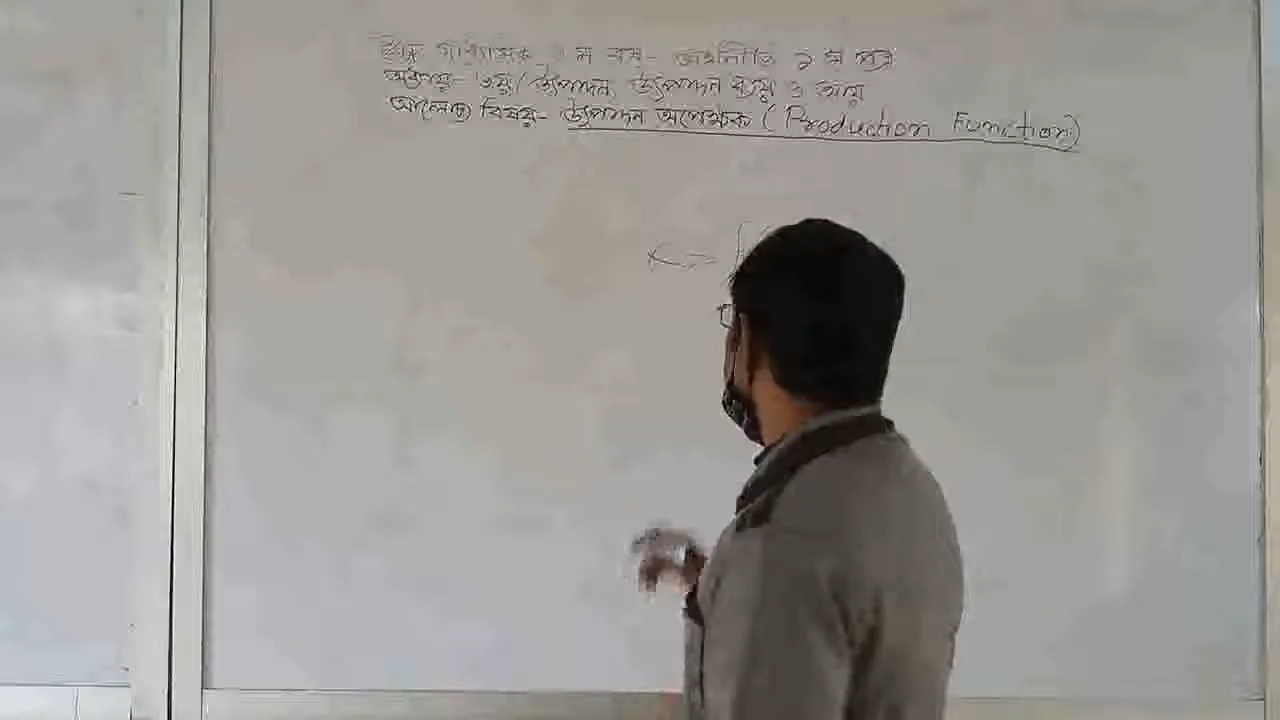 উচ্চ মাধ্যমিক ১ম বর্ষ- অর্থনীতি ১ম পত্র
অধ্যায়- ৩য়/ উৎপাদন, উৎপাদন ব্যয় ও আয়
আলোচ্য বিষয়- উৎপাদন অপেক্ষক ( Production Function)